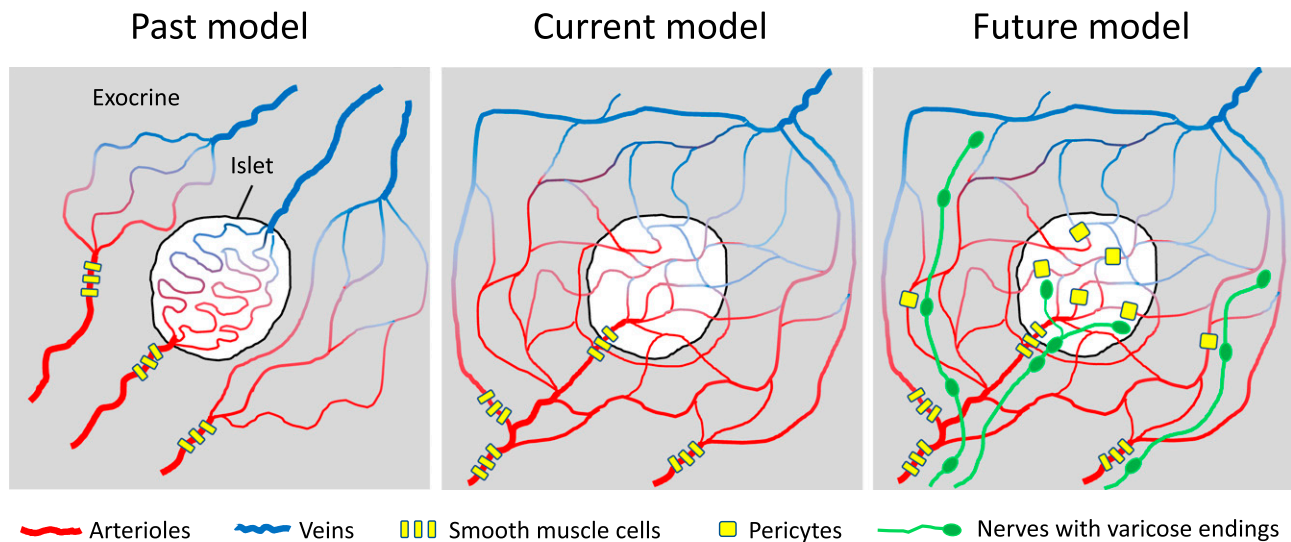 Past model
Current model
Future model
Exocrine
Islet
Arterioles
Veins
Smooth muscle cells
Pericytes
Nerves with varicose endings